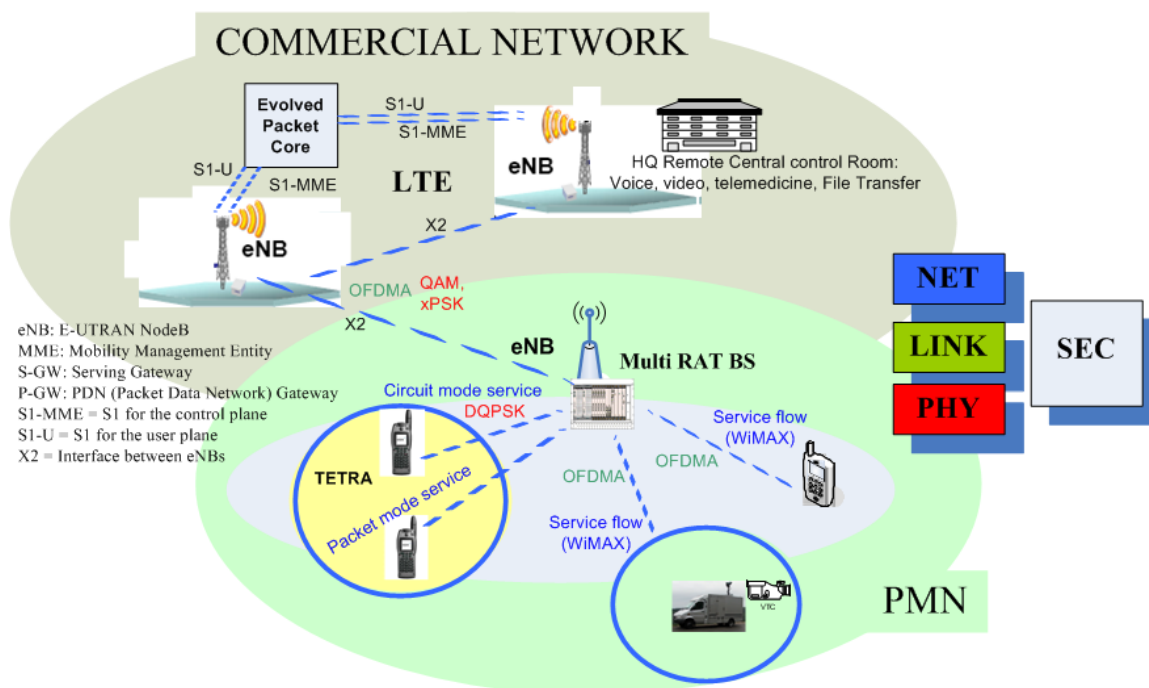 COMMERCIAL NETWORK
Evolved
Packet
Core
S1-U
S1-MME
eNB
HQ Remote Central control Room:
Voice, video, telemedicine, File Transfer
S1-U
S1-MME
LTE
eNB
X2
OFDMA
QAM,
xPSK
X2
eNB: E-UTRAN NodeB
MME: Mobility Management Entity
S-GW: Serving Gateway
P-GW: PDN (Packet Data Network) Gateway
S1-MME = S1 for the control plane
S1-U = S1 for the user plane
X2 = Interface between eNBs
eNB
Multi RAT BS
NET
LINK
PHY
SEC
Circuit mode service
DQPSK
TETRA
Packet mode service
Service flow
(WiMAX)
OFDMA
OFDMA
Service flow
(WiMAX)
VTC
PMN